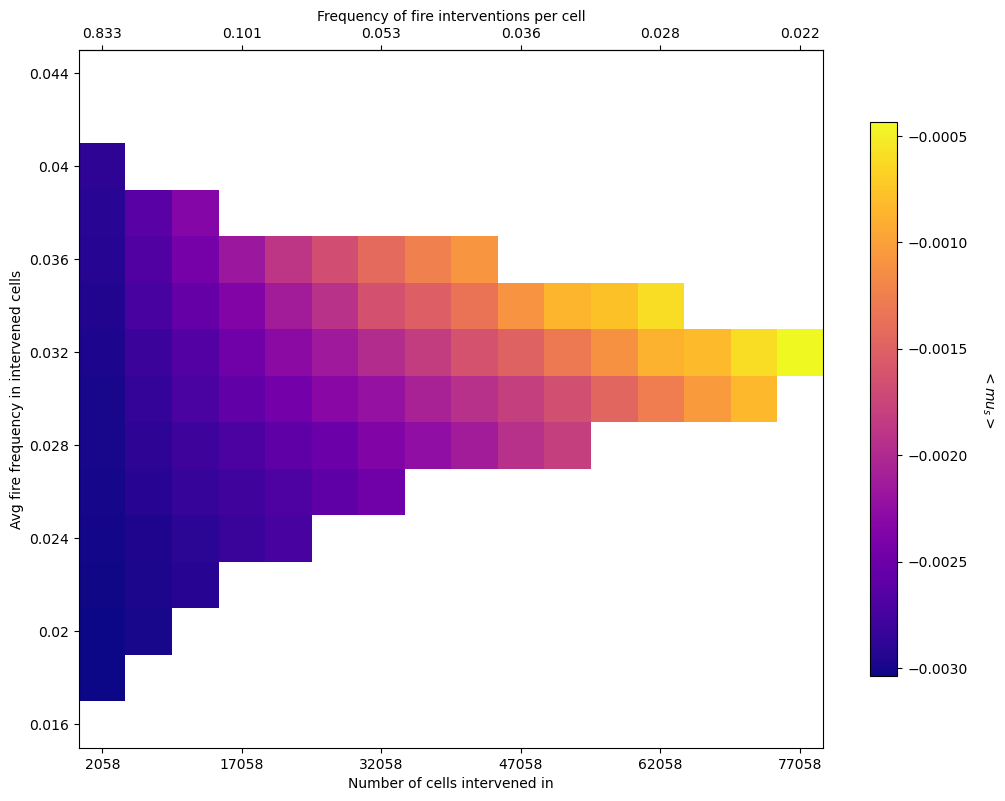 Frequency of fire interventions per cell
0.833 0.101 0.053 0.036 0.028 0.022
Avg fire frequency in intervened cells
0.044
0.04
0.036
0.032
0.028
0.024
0.02
0.016
2058 17058 32058 47058 62058 77058
Number of cells intervened in
−0.0005
−0.0010
−0.0015
−0.0020
−0.0025
−0.0030
< mu_s >